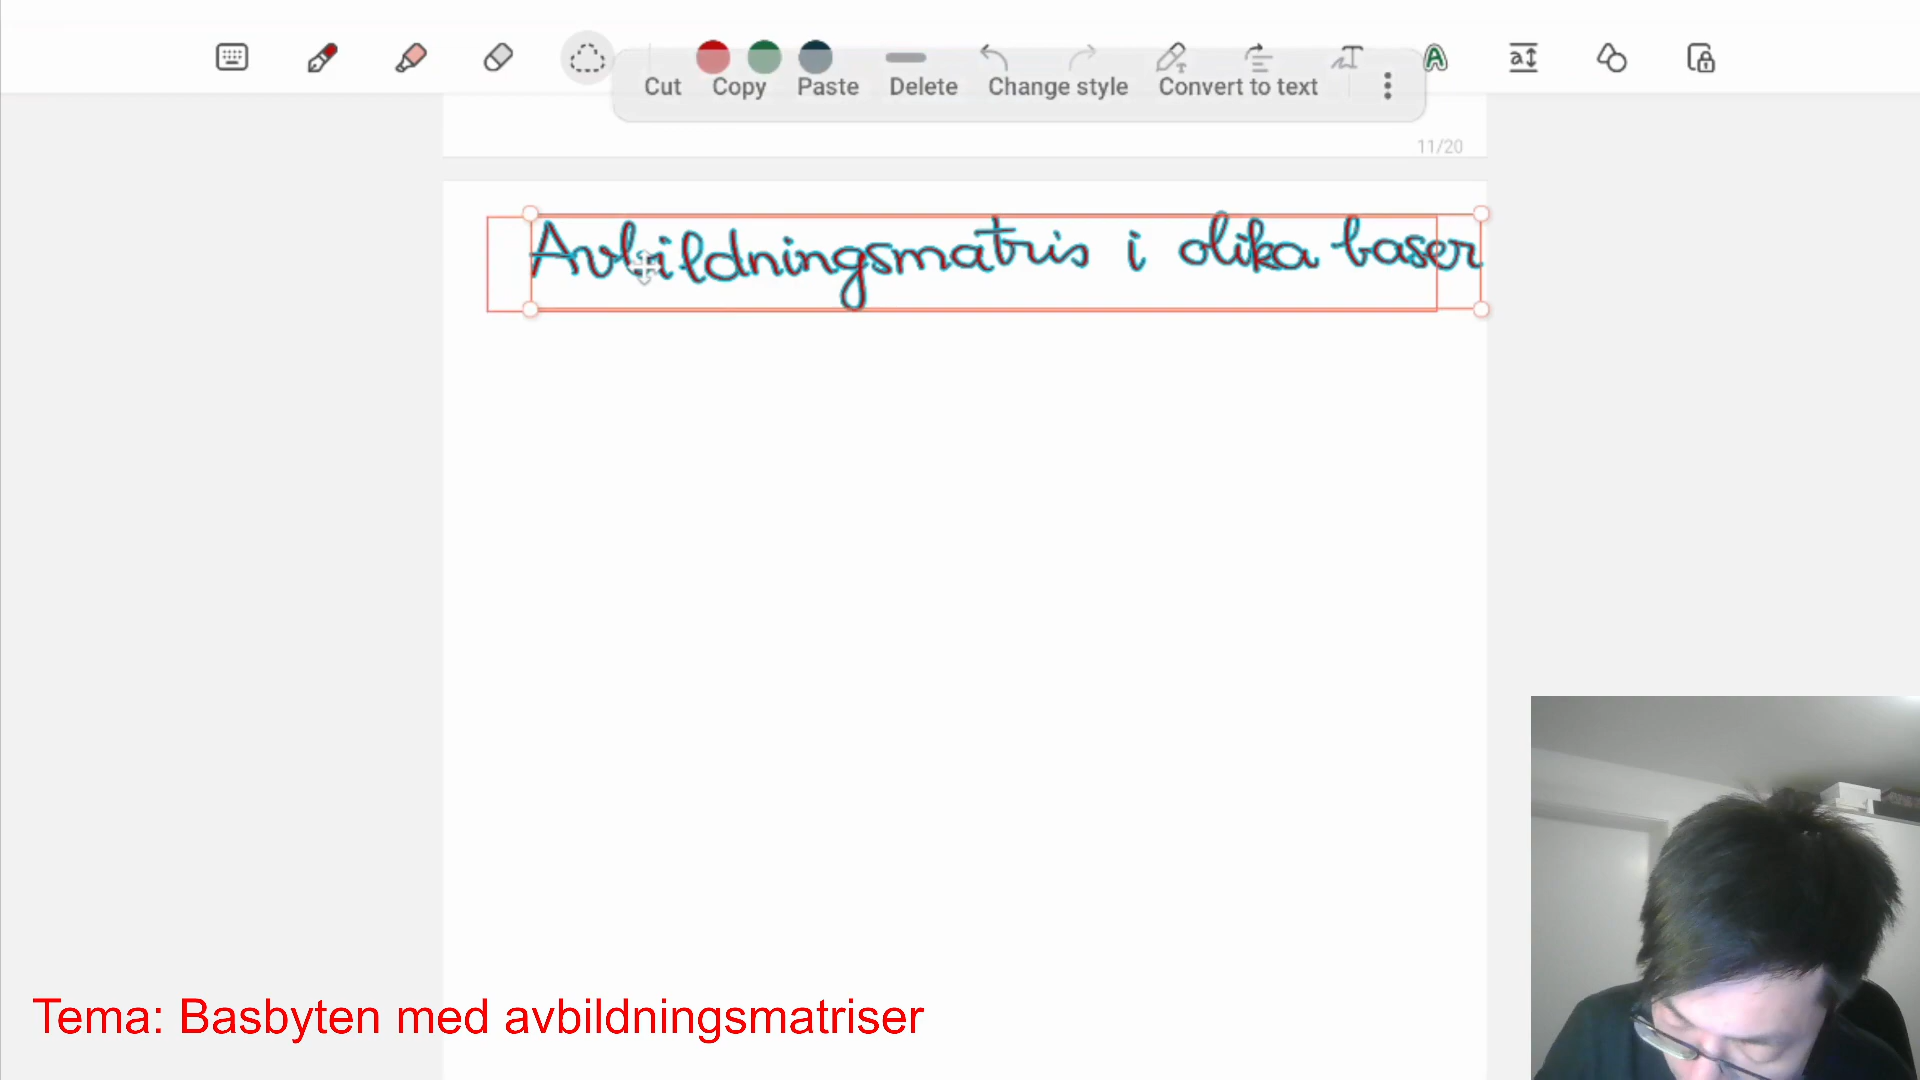 Cut Copy Paste Delete Change style Convert to text
11/20
Avbildningsmatris i olika baser
Tema: Basbyten med avbildningsmatriser